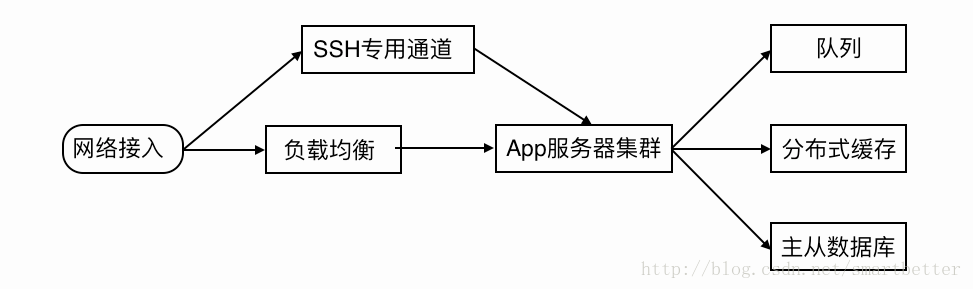 SSH专用通道
队列
网络接入
负载均衡
App服务器集群
分布式缓存
主从数据库
http://blog.csdn.net/smartbetter